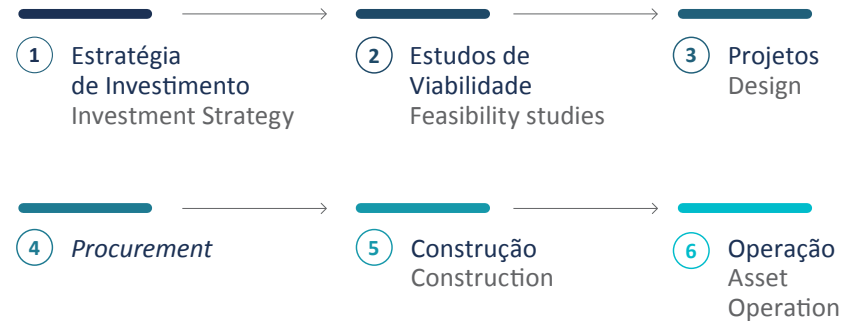 1 Estratégia
de Investimento
Investment Strategy
2 Estudos de
Viabilidade
Feasibility studies
3 Projetos
Design
4 Procurement
5 Construção
Construction
6 Operação
Asset
Operation